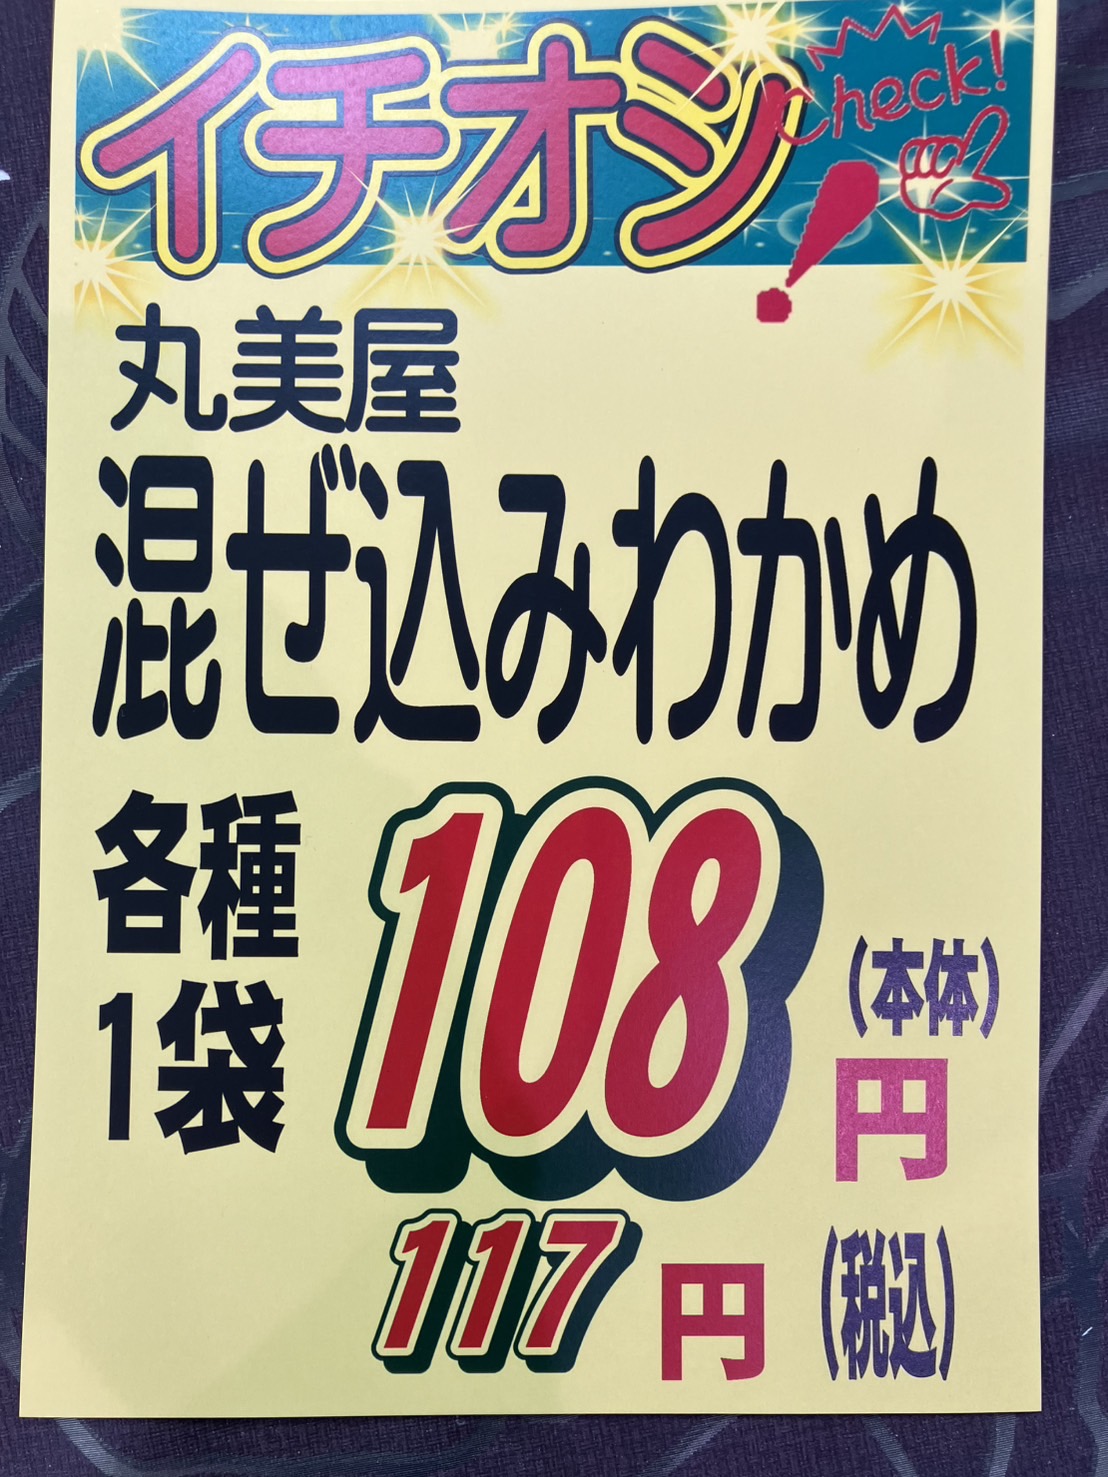 イチオシ!
Check!
丸美屋
混ぜ込みわかめ
各種
1袋
108
(本体)
円
117円(税込)